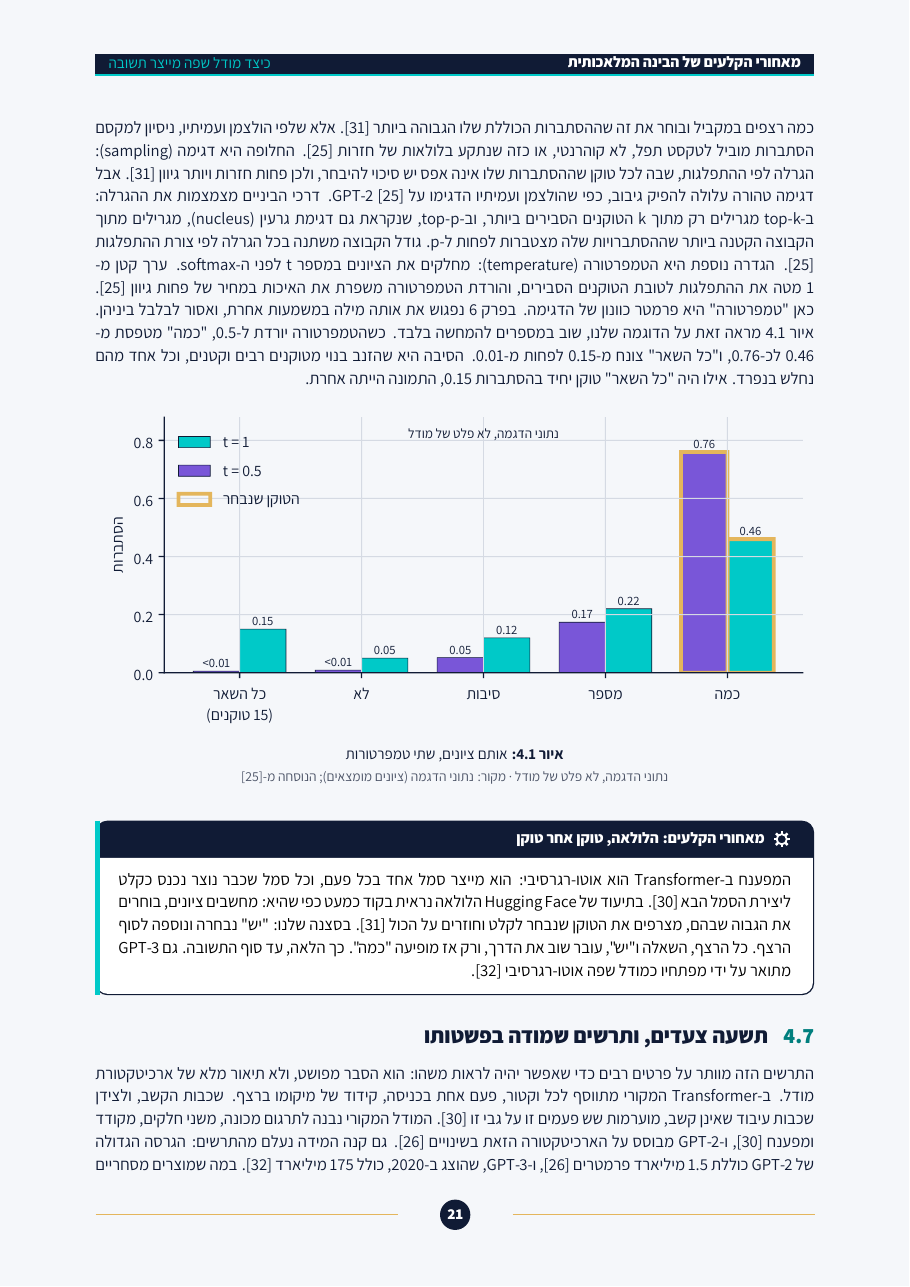 מאחורי הקלעים של הבינה המלאכותית
כיצד מודל שפה מייצר תשובה
כמה רצפים במקביל ובוחר את זה שההסתברות הכוללת שלו הגבוהה ביותר [31]. אלא שלפי הולצמן ועמיתיו, ניסיון למקסם
הסתברות מוביל לטקסט תפל, לא קוהרנטי, או כזה שנתקע בלולאות של חזרות [25]. החלופה היא דגימה (sampling):
הגרלה לפי ההתפלגות, שבה לכל טוקן שההסתברות שלו אינה אפס יש סיכוי להיבחר, ולכן פחות חזרות ויותר גיוון [31]. אבל
דגימה טהורה עלולה להפיק גיבוב, כפי שהולצמן ועמיתיו הדגימו על GPT-2 [25]. דרכי הביניים מצמצמות את ההגרלה:
ב-top-k מגרילים רק מתוך k הטוקנים הסבירים ביותר, וב-top-p, שנקראת גם דגימת גרעין (nucleus), מגרילים מתוך
הקבוצה הקטנה ביותר שההסתברויות שלה מצטברות לפחות ל-p. גודל הקבוצה משתנה בכל הגרלה לפי צורת ההתפלגות
[25]. הגדרה נוספת היא הטמפרטורה (temperature): מחלקים את הציונים במספר t לפני ה-softmax. ערך קטן מ-
1 מטה את ההתפלגות לטובת הטוקנים הסבירים, והורדת הטמפרטורה משפרת את האיכות במחיר של פחות גיוון [25].
כאן "טמפרטורה" היא פרמטר כוונון של הדגימה. בפרק 6 נפגוש את אותה מילה במשמעות אחרת, ואסור לבלבל ביניהן.
איור 4.1 מראה זאת על הדוגמה שלנו, שוב במספרים להמחשה בלבד. כשהטמפרטורה יורדת ל-0.5, "כמה" מטפסת מ-
0.46 לכ-0.76, ו"כל השאר" צונח מ-0.15 לפחות מ-0.01. הסיבה היא שהזנב בנוי מטוקנים רבים וקטנים, וכל אחד מהם
נחלש בנפרד. אילו היה "כל השאר" טוקן יחיד בהסתברות 0.15, התמונה הייתה אחרת.
נתוני הדגמה, לא פלט של מודל
t = 1
t = 0.5
הטוקן שנבחר
הסתברות
0.8
0.6
0.4
0.2
0.0
0.76
0.46
0.17
0.22
0.05
0.12
<0.01
0.05
<0.01
0.15
כמה
מספר
סיבות
לא
כל השאר
(15 טוקנים)
איור 4.1: אותם ציונים, שתי טמפרטורות
נתוני הדגמה, לא פלט של מודל · מקור: נתוני הדגמה (ציונים מומצאים); הנוסחה מ-[25]
מאחורי הקלעים: הלולאה, טוקן אחר טוקן
המפענח ב-Transformer הוא אוטו-רגרסיבי: הוא מייצר סמל אחד בכל פעם, וכל סמל שכבר נוצר נכנס כקלט
ליצירת הסמל הבא [30]. בתיעוד של Hugging Face הלולאה נראית בקוד כמעט כפי שהיא: מחשבים ציונים, בוחרים
את הגבוה שבהם, מצרפים את הטוקן שנבחר לקלט וחוזרים על הכול [31]. בסצנה שלנו: "יש" נבחרה ונוספה לסוף
הרצף. כל הרצף, השאלה ו"יש", עובר שוב את הדרך, ורק אז מופיעה "כמה". כך הלאה, עד סוף התשובה. גם GPT-3
מתואר על ידי מפתחיו כמודל שפה אוטו-רגרסיבי [32].
4.7 תשעה צעדים, ותרשים שמודה בפשטותו
התרשים הזה מוותר על פרטים רבים כדי שאפשר יהיה לראות משהו: הוא הסבר מפושט, ולא תיאור מלא של ארכיטקטורת
מודל. ב-Transformer המקורי מתווסף לכל וקטור, פעם אחת בכניסה, קידוד של מיקומו ברצף. שכבות הקשב, ולצידן
שכבות עיבוד שאינן קשב, מוערמות שש פעמים זו על גבי זו [30]. המודל המקורי נבנה לתרגום מכונה, משני חלקים, מקודד
ומפענח [30], ו-GPT-2 מבוסס על הארכיטקטורה הזאת בשינויים [26]. גם קנה המידה נעלם מהתרשים: הגרסה הגדולה
של GPT-2 כוללת 1.5 מיליארד פרמטרים [26], ו-GPT-3, שהוצג ב-2020, כולל 175 מיליארד [32]. במה שמוצרים מסחריים
21